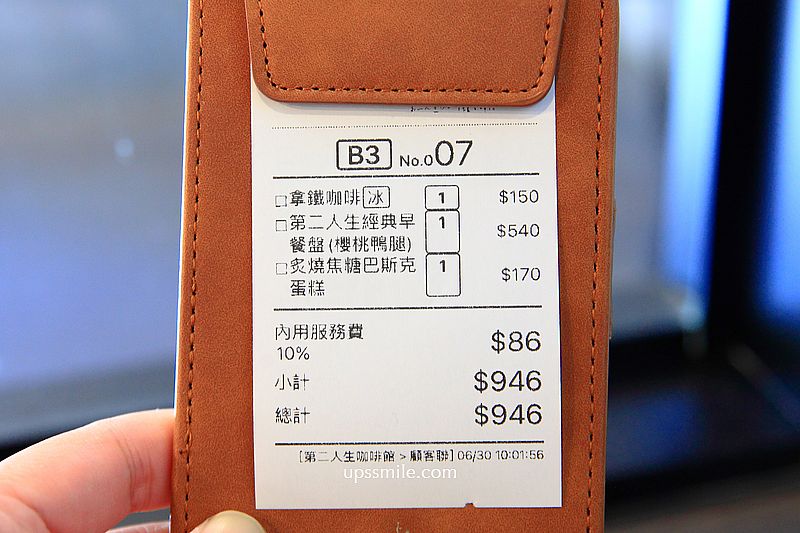 B3 No.007
拿鐵咖啡 冰 1 $150
第二人生經典早 1 $540
餐盤(櫻桃鴨腿)
炙燒焦糖巴斯克 1 $170
蛋糕
內用服務費 $86
10%
小計 $946
總計 $946
[第二人生咖啡館 > 顧客聯] 06/30 10:01:56
upssmile.com